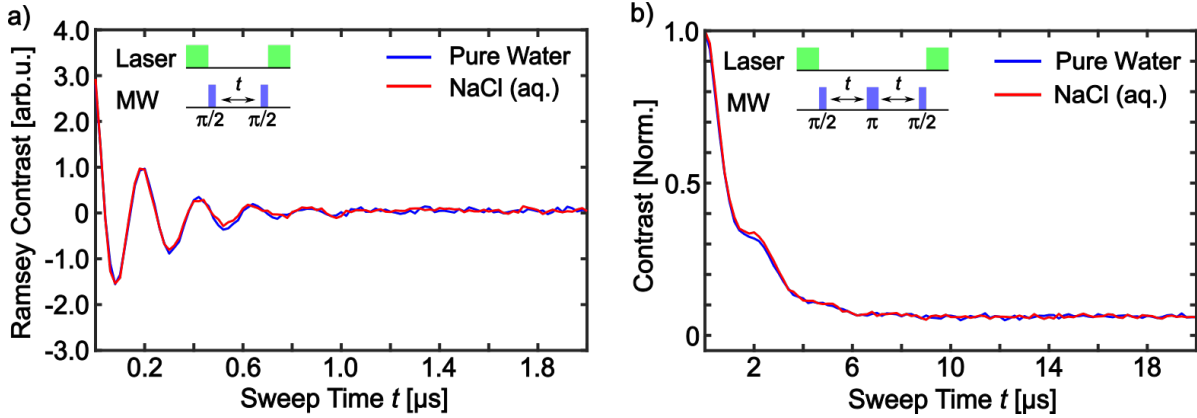 a)
Ramsey Contrast [arb.u.]
4.0
3.0
1.0
0
-1.0
-2.0
-3.0
0.2
0.6
1.0
1.4
1.8
Sweep Time t [μs]
Laser
MW
t
π/2
π/2
Pure Water
NaCl (aq.)
b)
Contrast [Norm.]
1.0
0.5
0
2
6
10
14
18
Sweep Time t [μs]
Laser
MW
t
t
π/2
π
π/2
Pure Water
NaCl (aq.)